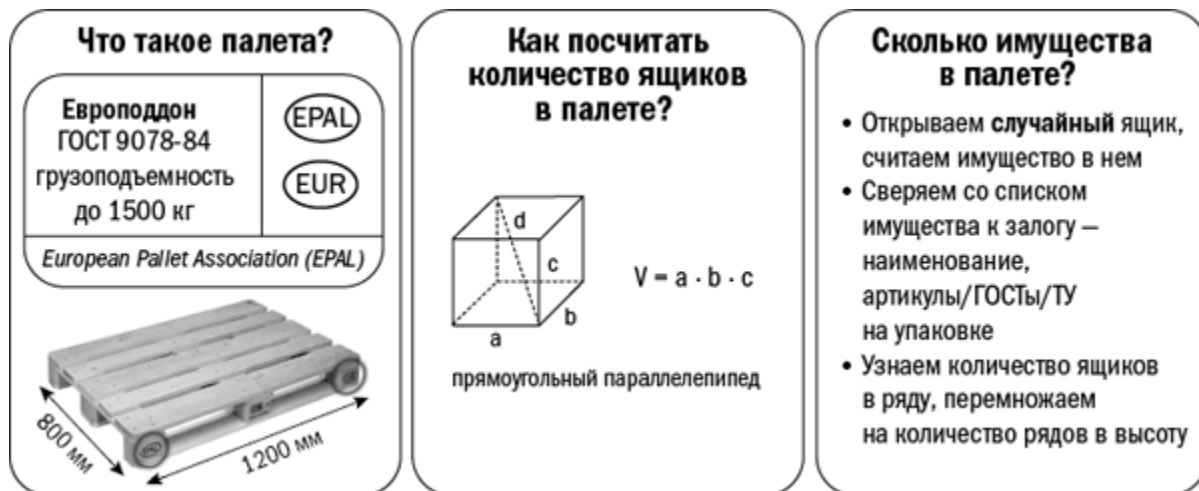 Что такое палета?
Европоддон
ГОСТ 9078-84
грузоподъемность
до 1500 кг
EPAL
EUR
European Pallet Association (EPAL)
800 мм
1200 мм
Как посчитать
количество ящиков
в палете?
d
c
b
a
V = a · b · c
прямоугольный параллелепипед
Сколько имущества
в палете?
• Открываем случайный ящик,
считаем имущество в нем
• Сверяем со списком
имущества к залогу —
наименование,
артикулы/ГОСТы/ТУ
на упаковке
• Узнаем количество ящиков
в ряду, перемножаем
на количество рядов в высоту